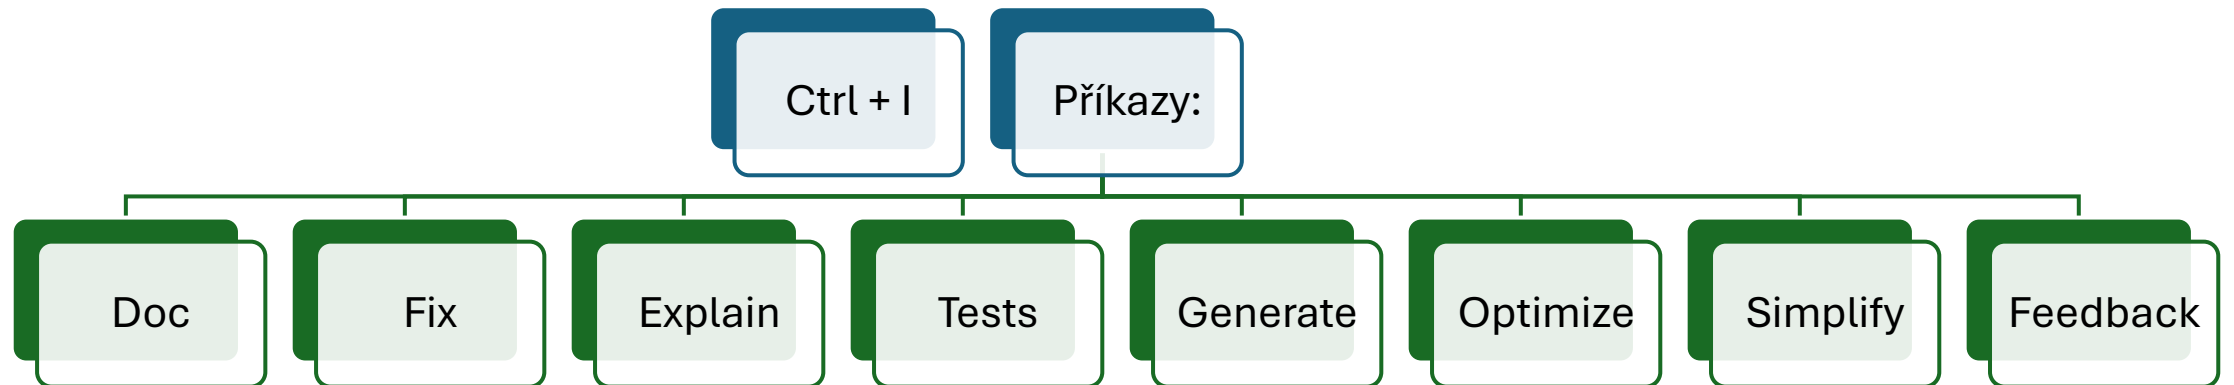 Ctrl + I
Příkazy:
Doc
Fix
Explain
Tests
Generate
Optimize
Simplify
Feedback